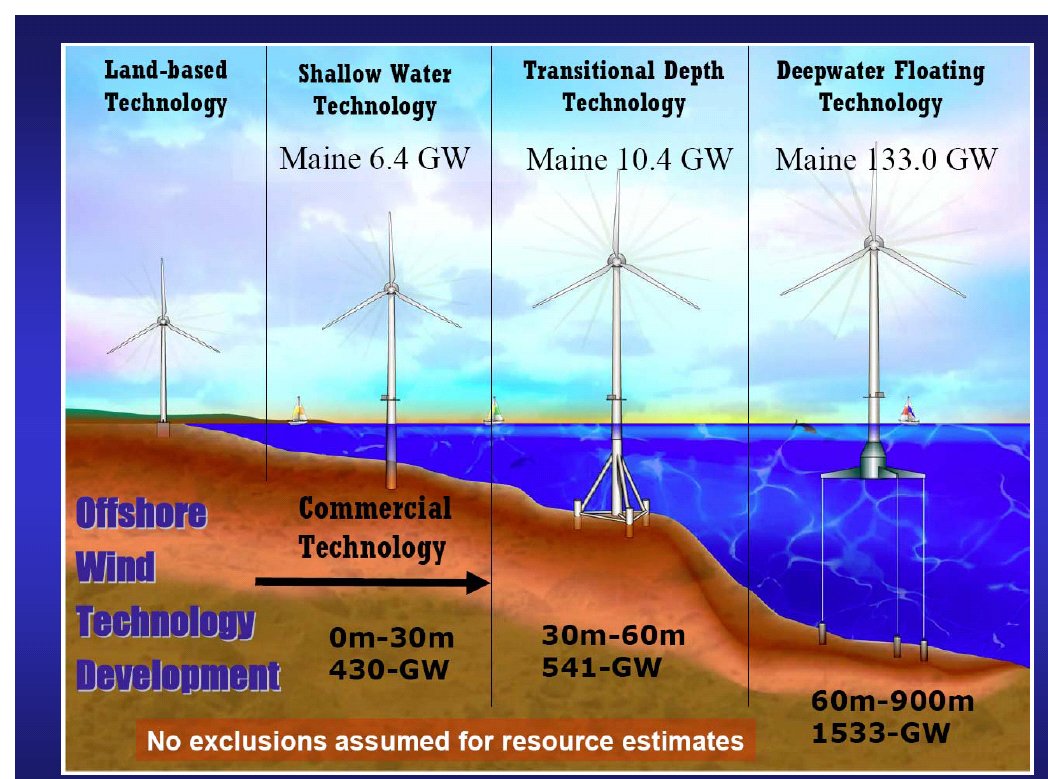 Land-based
Technology
Shallow Water
Technology
Transitional Depth
Technology
Deepwater Floating
Technology
Maine 6.4 GW
Maine 10.4 GW
Maine 133.0 GW
Offshore
Wind
Technology
Development
Commercial
Technology
0m-30m
430-GW
30m-60m
541-GW
60m-900m
1533-GW
No exclusions assumed for resource estimates